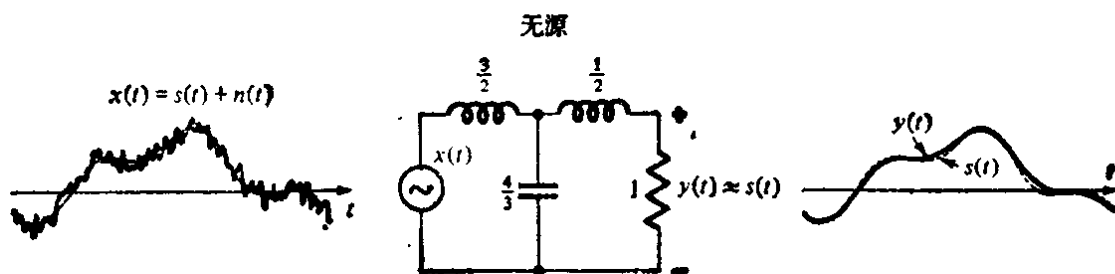 无源
x(t) = s(t) + n(t)
3/2
1/2
t
x(t)
4/3
1
+
y(t) ≈ s(t)
−
y(t)
s(t)